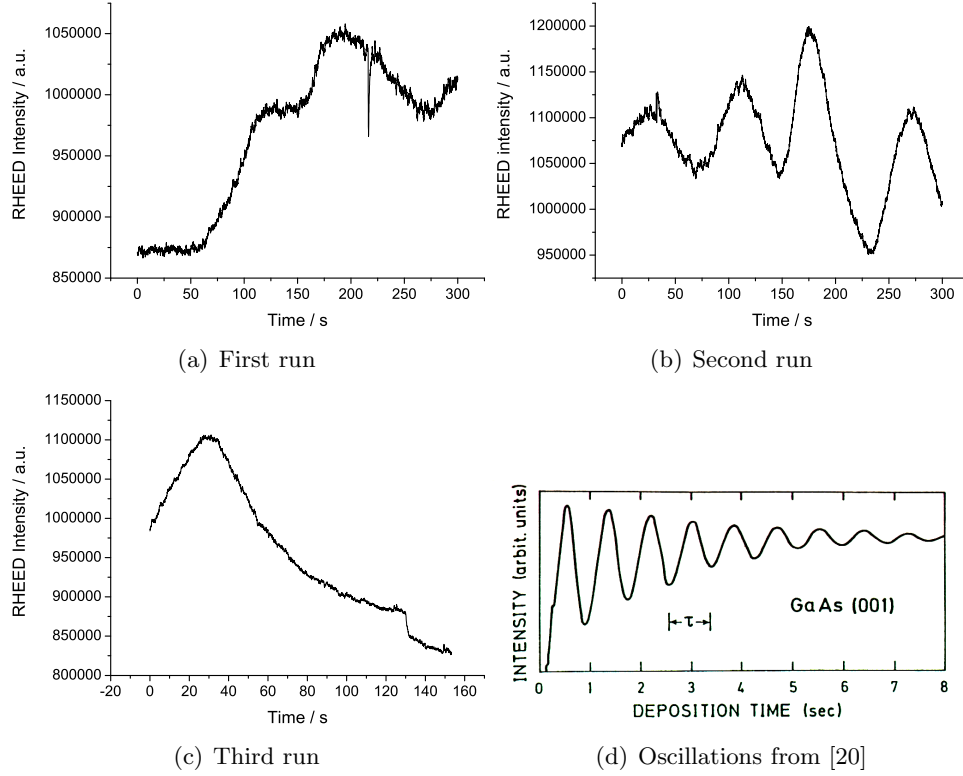 1050000
1000000
950000
900000
850000
RHEED Intensity / a.u.
0 50 100 150 200 250 300
Time / s
(a) First run
1200000
1150000
1100000
1050000
1000000
950000
RHEED intensity / a.u.
0 50 100 150 200 250 300
Time / s
(b) Second run
1150000
1100000
1050000
1000000
950000
900000
850000
800000
RHEED Intensity / a.u.
-20 0 20 40 60 80 100 120 140 160
Time / s
(c) Third run
INTENSITY (arbit. units)
GaAs (001)
τ
0 1 2 3 4 5 6 7 8
DEPOSITION TIME (sec)
(d) Oscillations from [20]